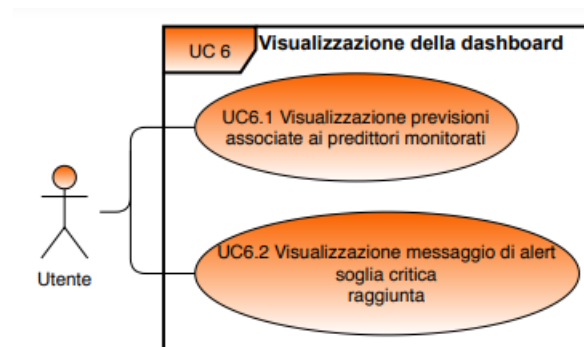 UC 6
Visualizzazione della dashboard
UC6.1 Visualizzazione previsioni
associate ai predittori monitorati
Utente
UC6.2 Visualizzazione messaggio di alert
soglia critica
raggiunta